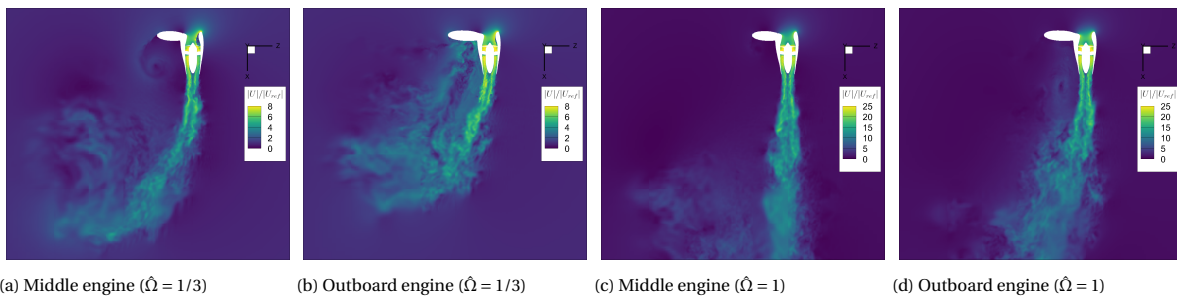 z
x
|U|/|U_ref|
8
6
4
2
0
z
x
|U|/|U_ref|
8
6
4
2
0
z
x
|U|/|U_ref|
25
20
15
10
5
0
z
x
|U|/|U_ref|
25
20
15
10
5
0
(a) Middle engine (Ω̂ = 1/3)
(b) Outboard engine (Ω̂ = 1/3)
(c) Middle engine (Ω̂ = 1)
(d) Outboard engine (Ω̂ = 1)